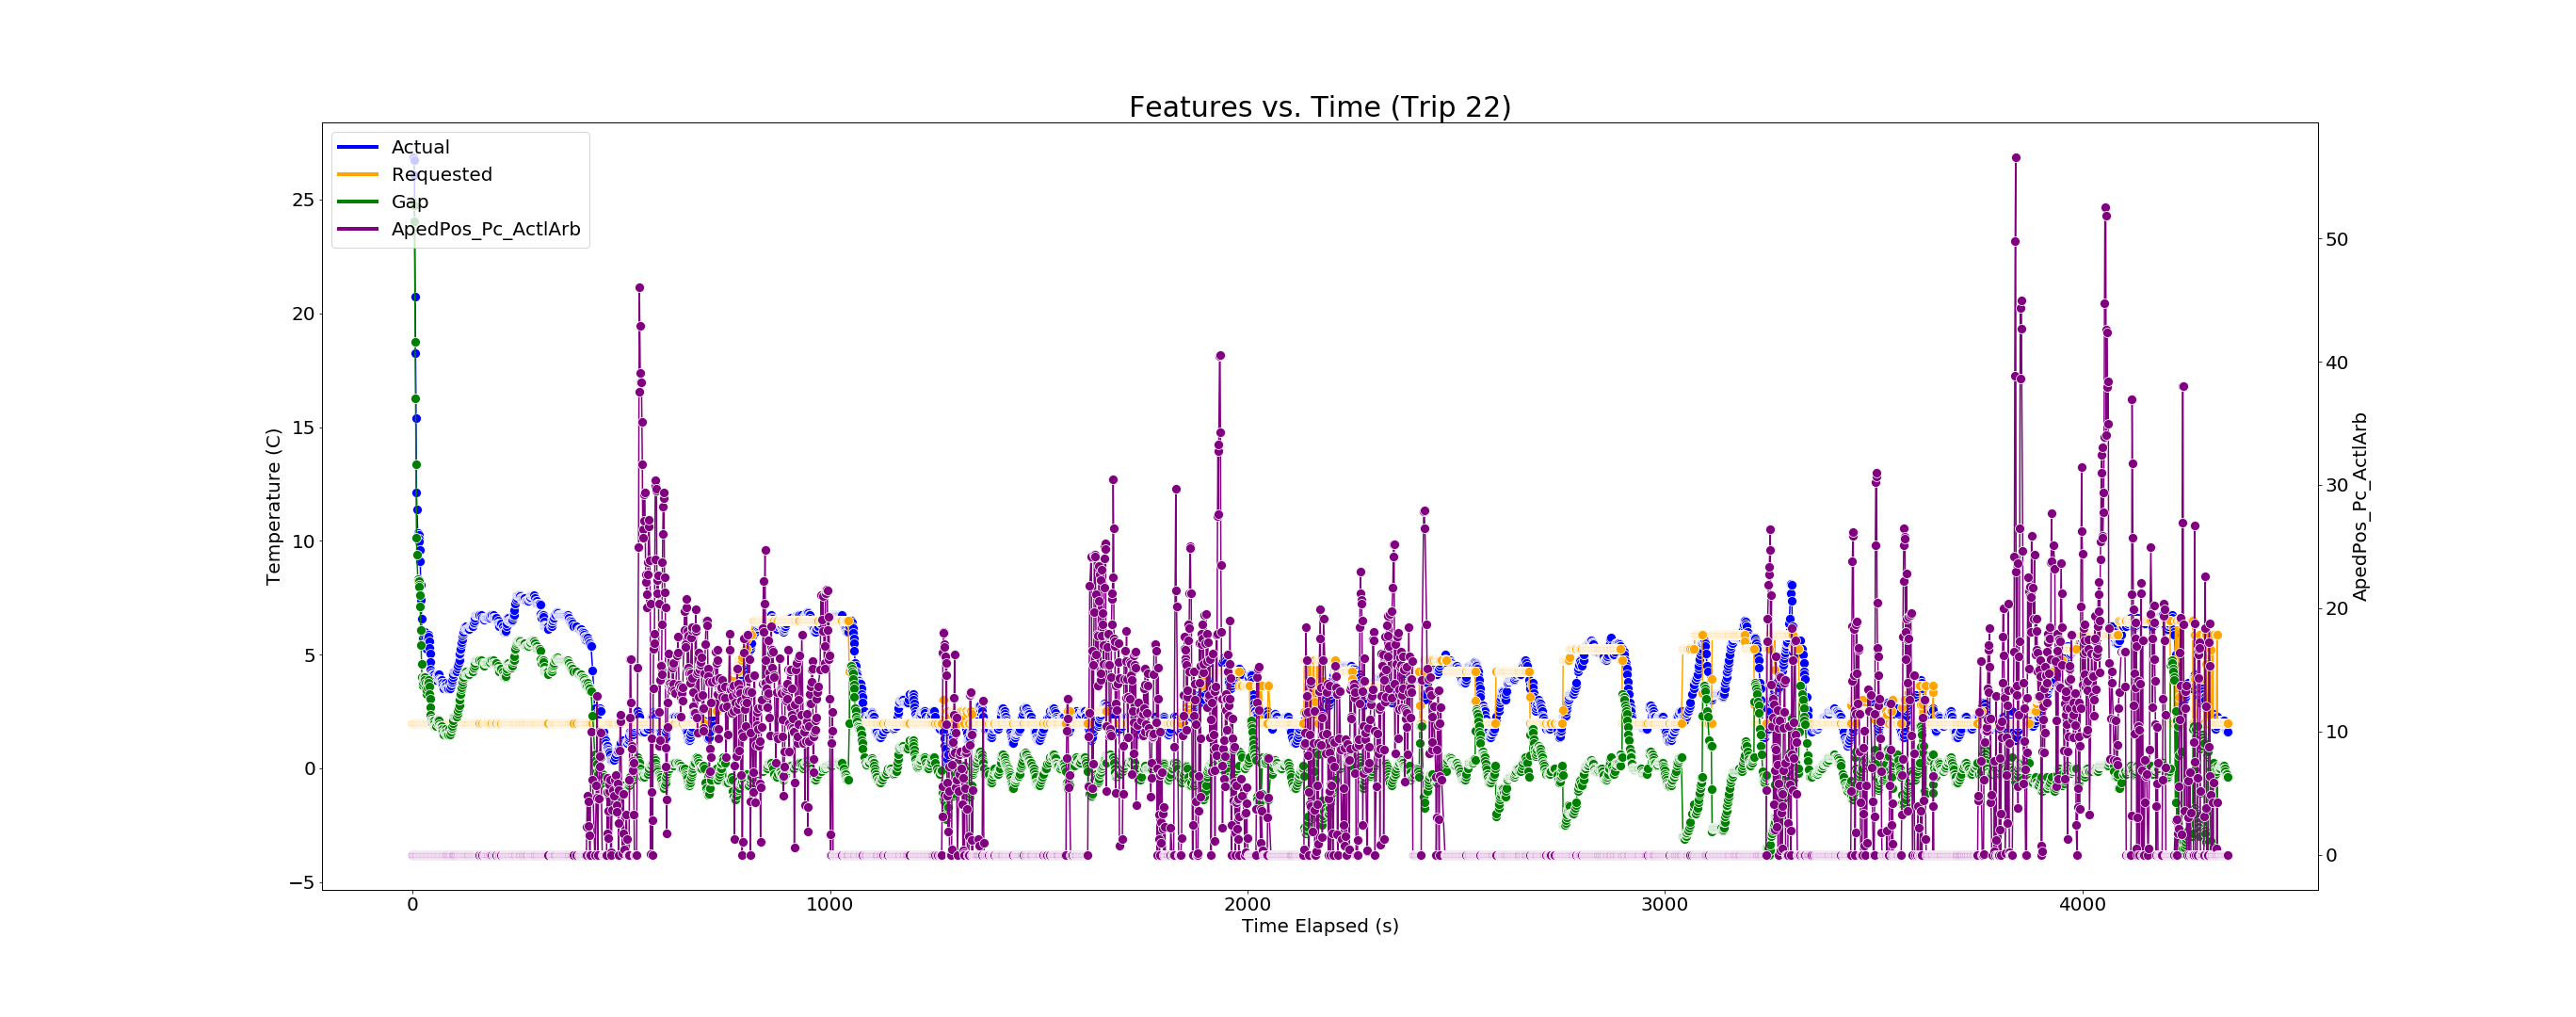 Features vs. Time (Trip 22)
Actual
Requested
Gap
ApedPos_Pc_ActlArb
Temperature (C)
25
20
15
10
5
0
−5
50
40
30
20
10
0
ApedPos_Pc_ActlArb
0 1000 2000 3000 4000
Time Elapsed (s)